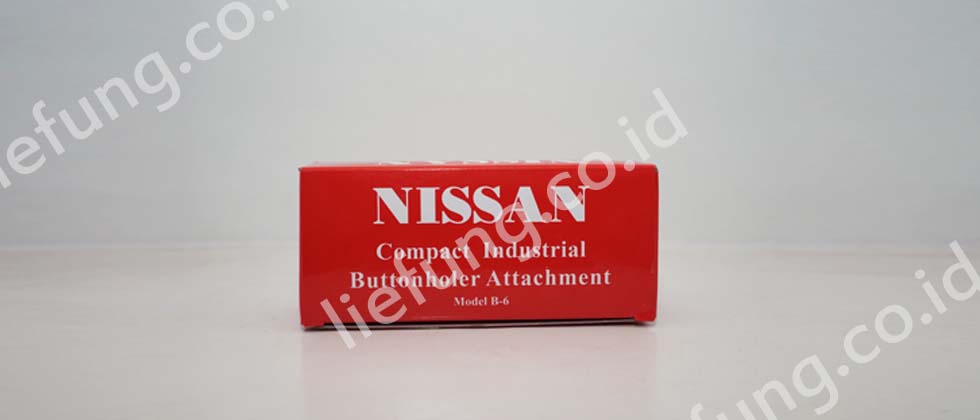 liefung.co.id
NISSAN
Compact Industrial
Buttonholer Attachment
Model B-6
liefung.co.id
liefung.co.id